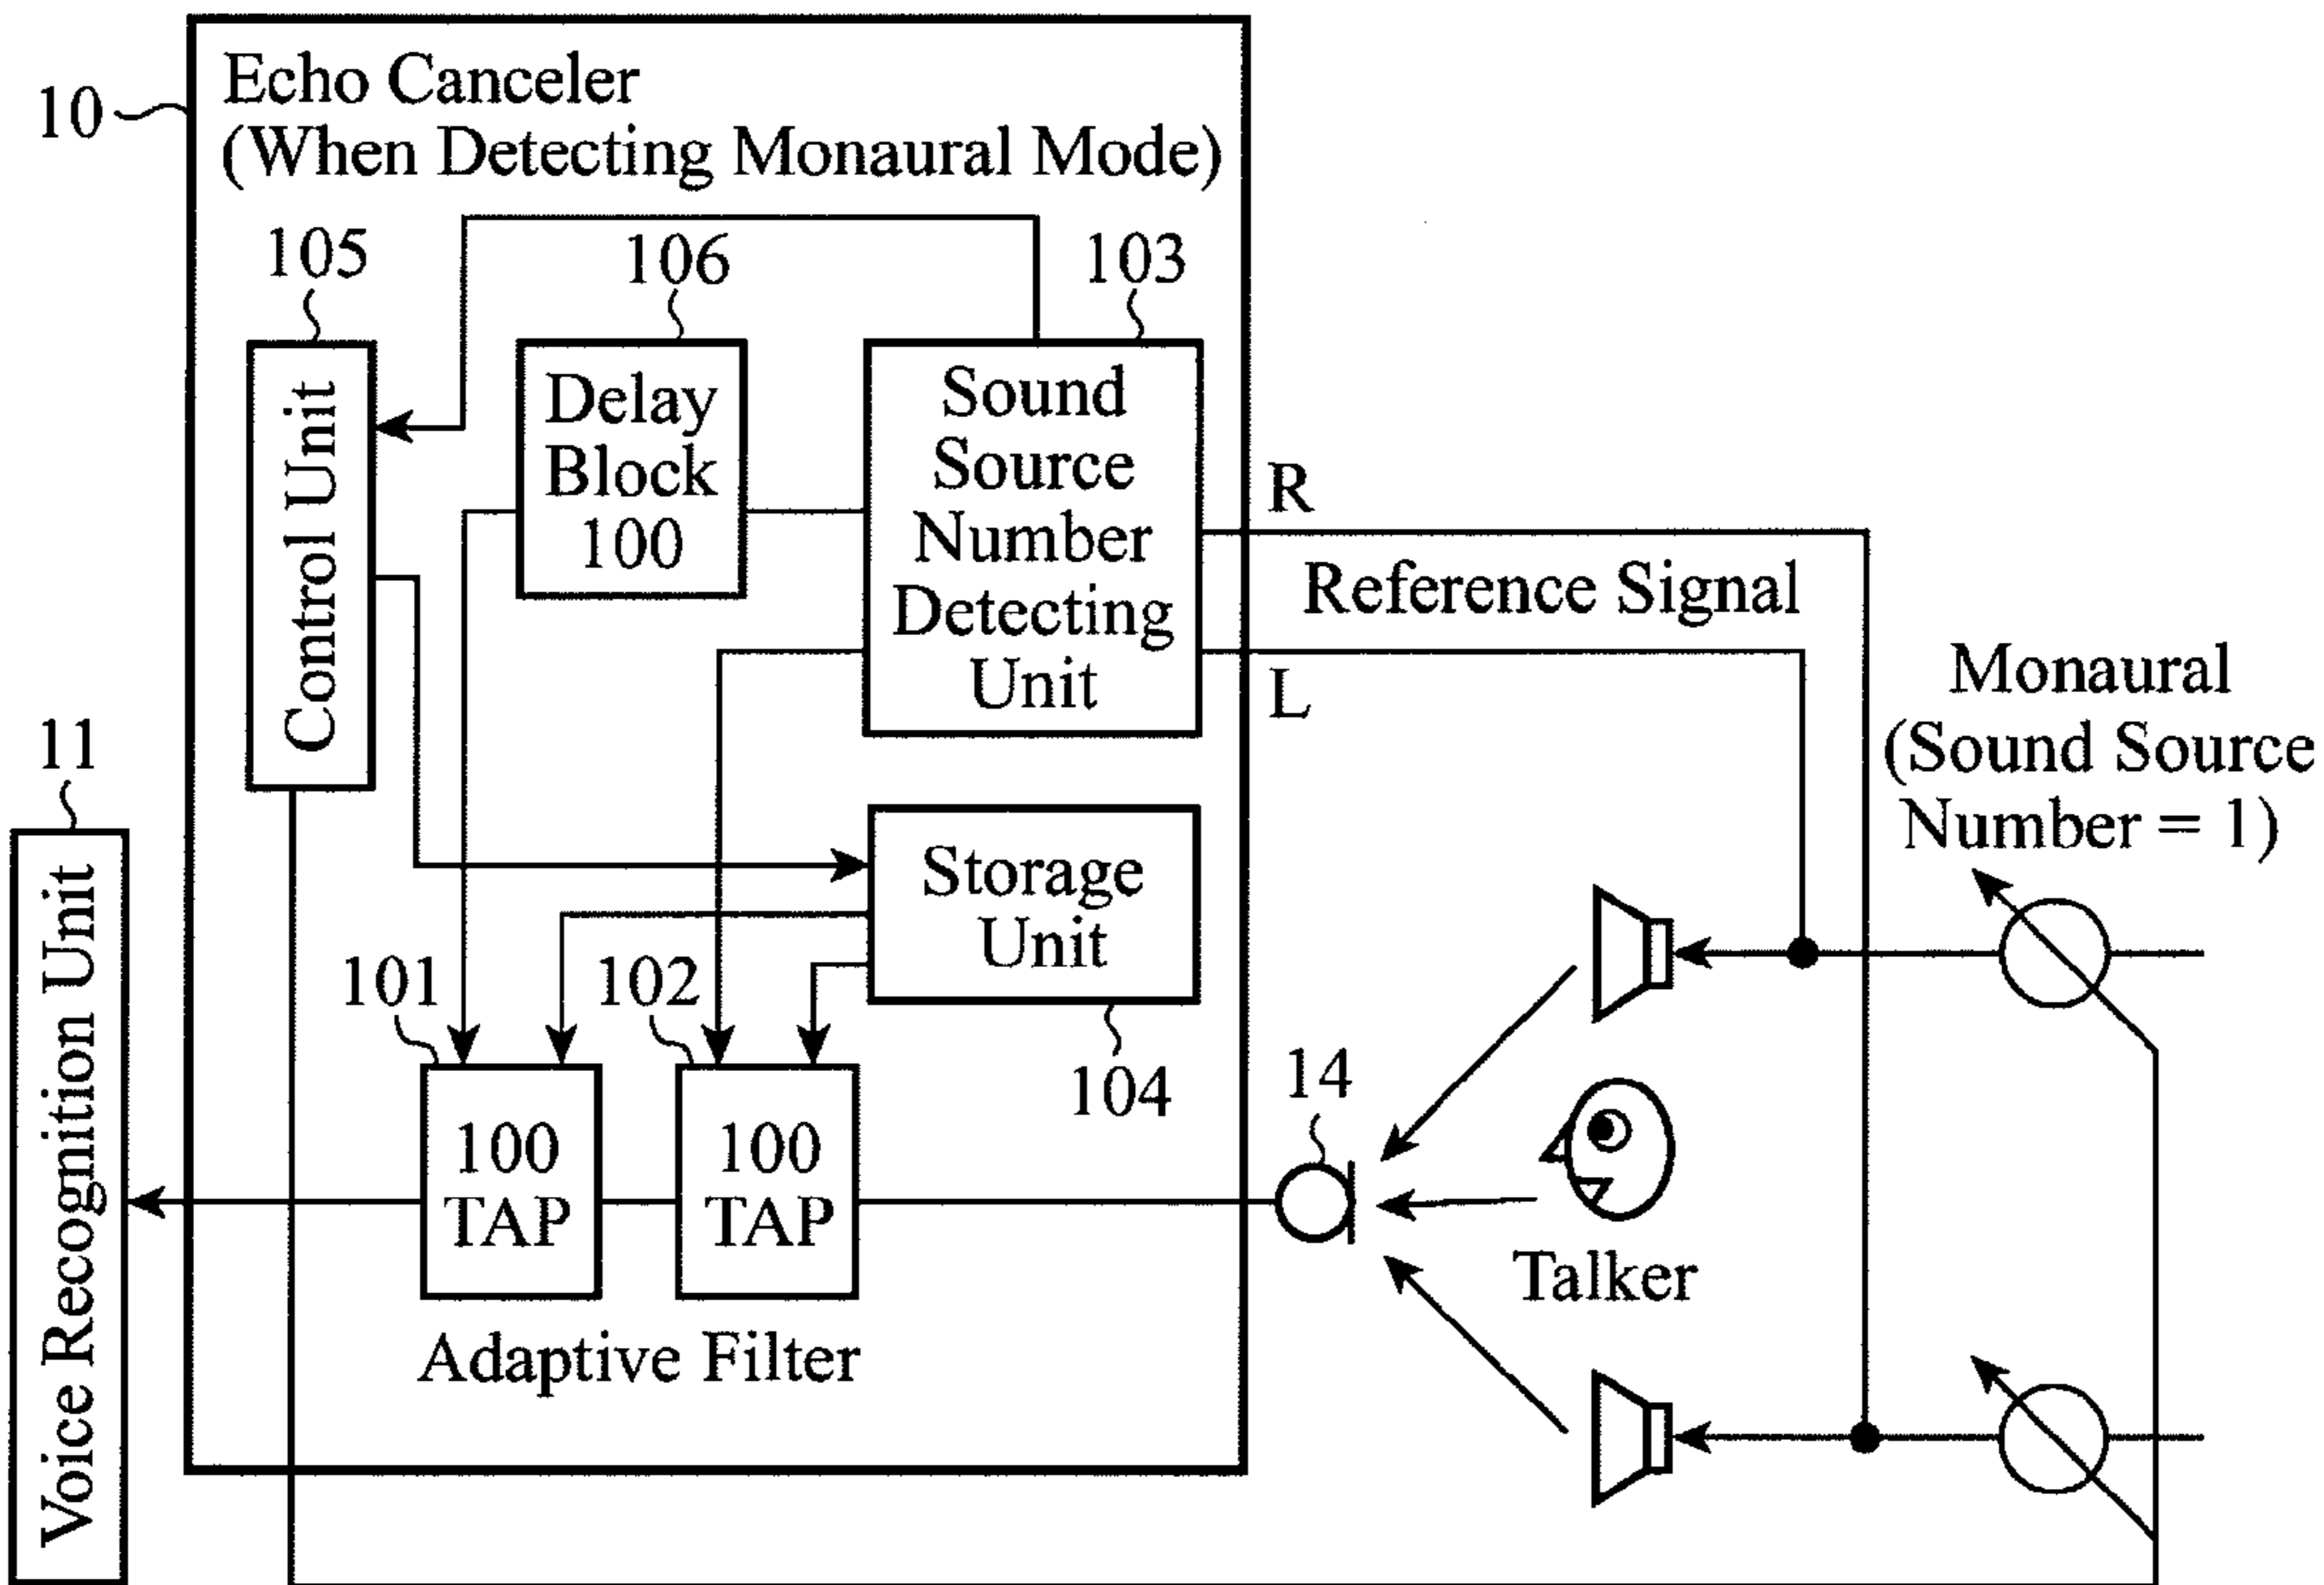 10
Echo Canceler
(When Detecting Monaural Mode)
105
106
103
Control Unit
Delay
Block
100
Sound
Source
Number
Detecting
Unit
R
Reference Signal
L
Monaural
(Sound Source
Number = 1)
11
Voice Recognition Unit
Storage
Unit
101
102
104
14
100
TAP
100
TAP
Talker
Adaptive Filter